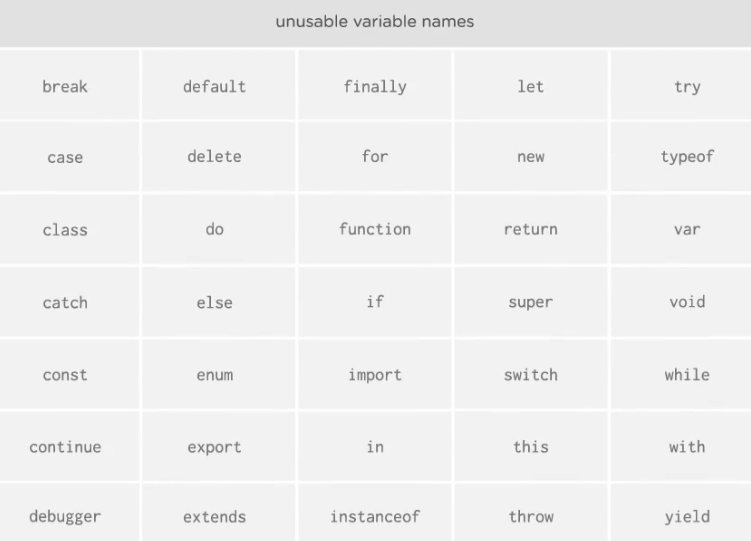 unusable variable names
break default finally let try
case delete for new typeof
class do function return var
catch else if super void
const enum import switch while
continue export in this with
debugger extends instanceof throw yield